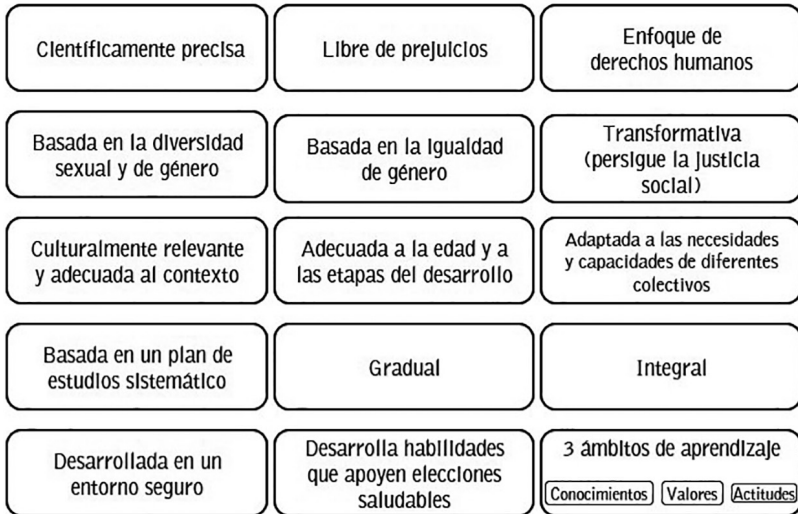 Científicamente precisa
Libre de prejuicios
Enfoque de
derechos humanos
Basada en la diversidad
sexual y de género
Basada en la igualdad
de género
Transformativa
(persigue la justicia
social)
Culturalmente relevante
y adecuada al contexto
Adecuada a la edad y a
las etapas del desarrollo
Adaptada a las necesidades
y capacidades de diferentes
colectivos
Basada en un plan de
estudios sistemático
Gradual
Integral
Desarrollada en un
entorno seguro
Desarrolla habilidades
que apoyen elecciones
saludables
3 ámbitos de aprendizaje
Conocimientos Valores Actitudes